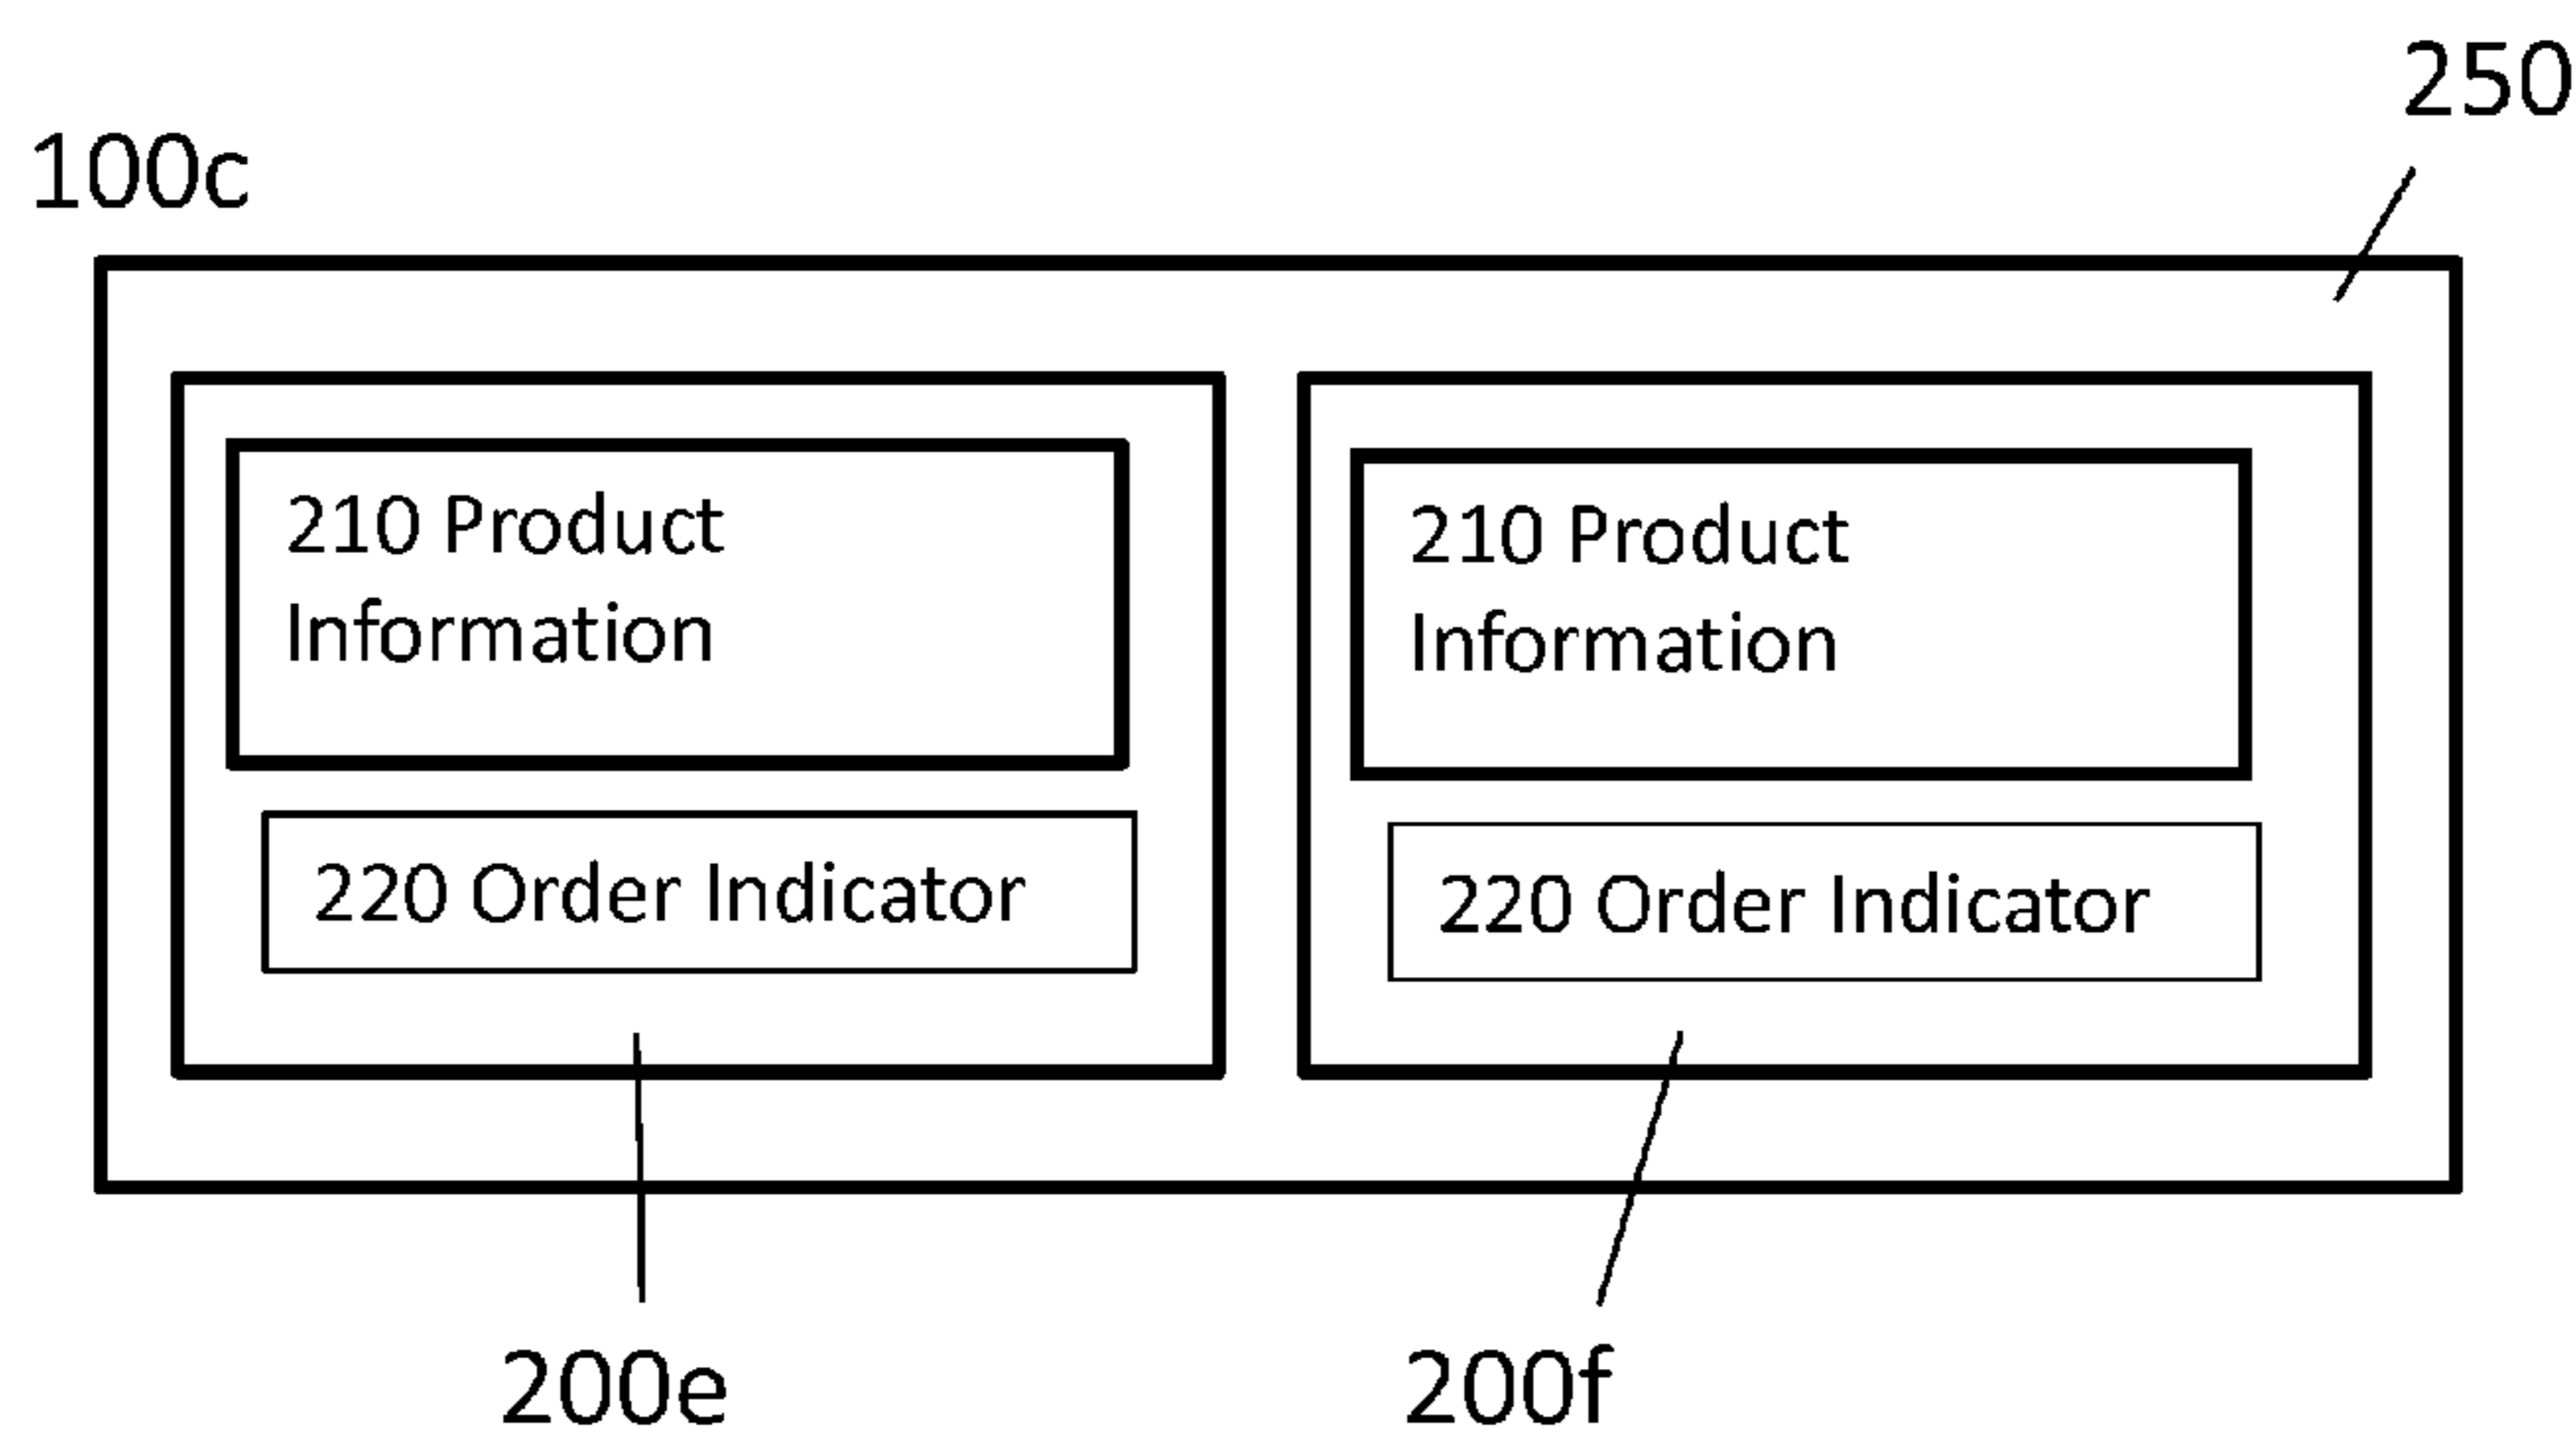 250
100c
210 Product
Information
220 Order Indicator
210 Product
Information
220 Order Indicator
200e
200f